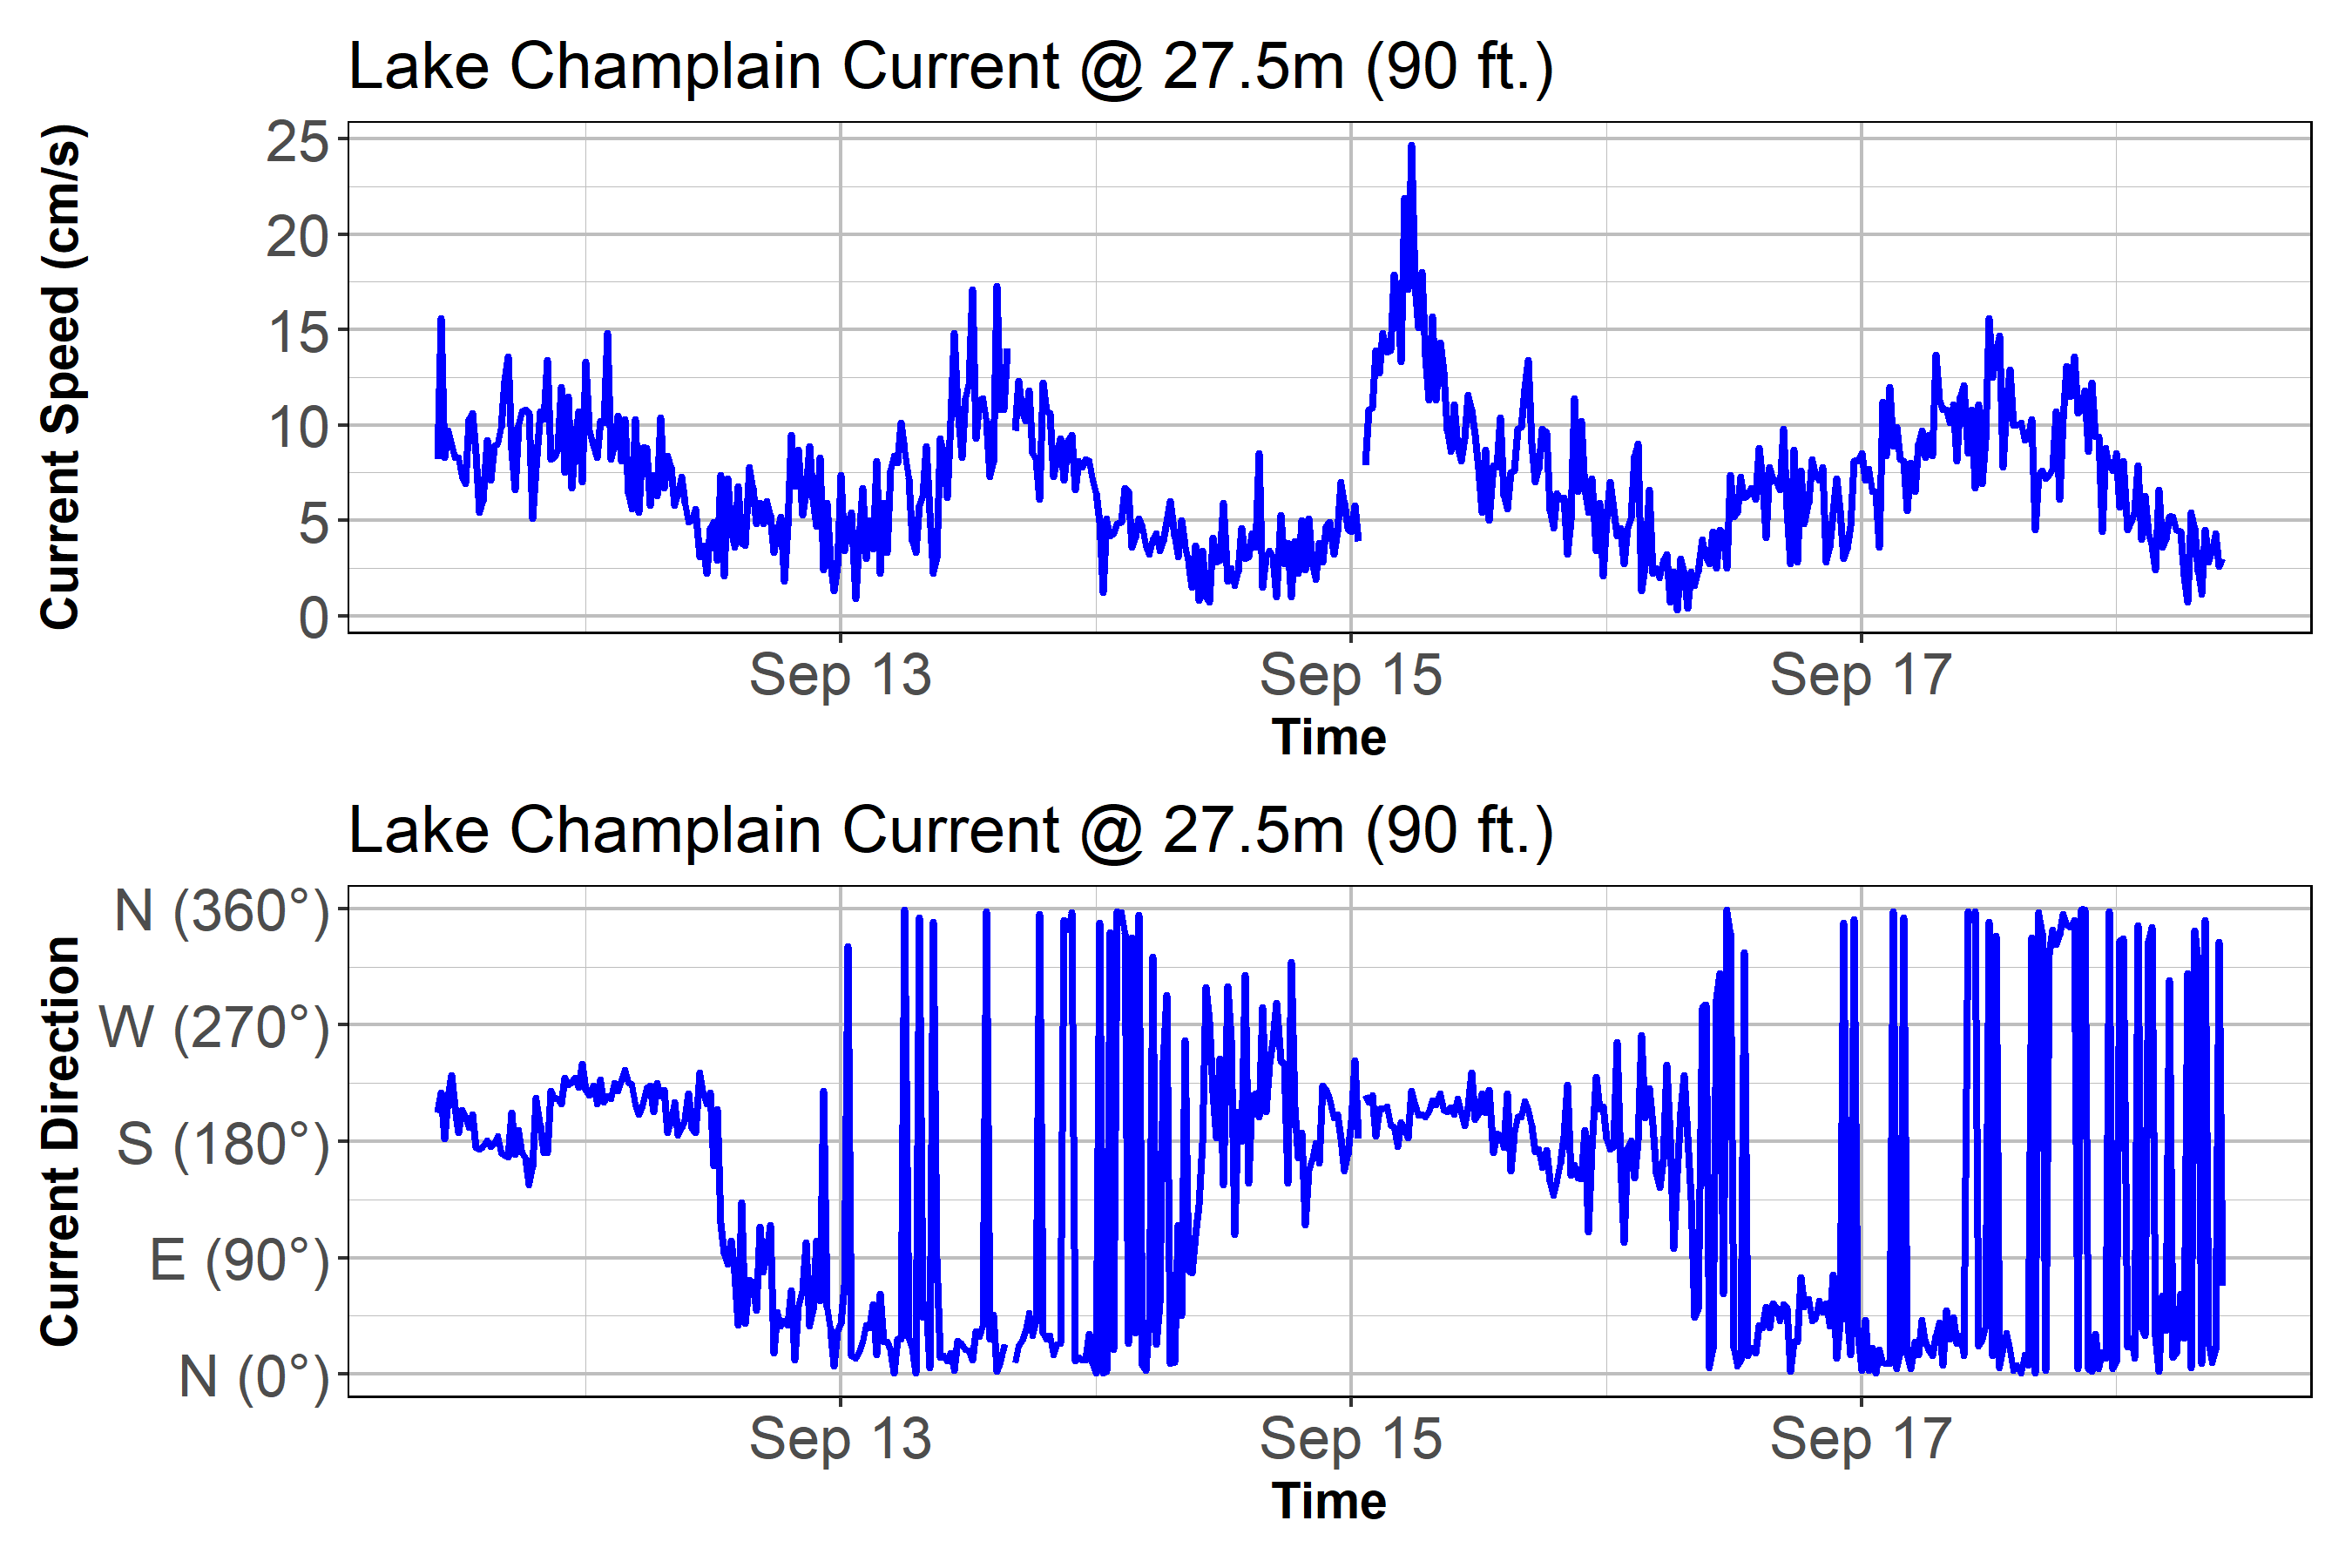 Lake Champlain Current @ 27.5m (90 ft.)
Current Speed (cm/s)
25
20
15
10
5
0
Sep 13 Sep 15 Sep 17
Time
Lake Champlain Current @ 27.5m (90 ft.)
Current Direction
N (360°)
W (270°)
S (180°)
E (90°)
N (0°)
Sep 13 Sep 15 Sep 17
Time